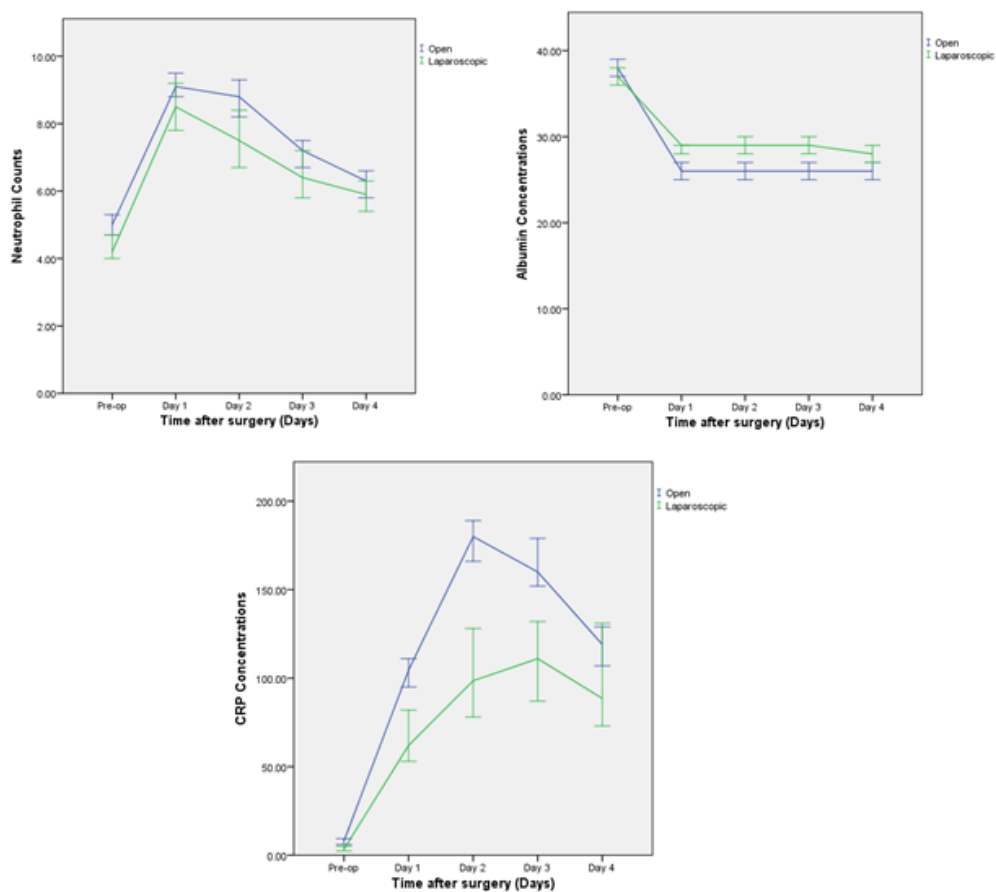 Open
Laparoscopic
10.00
8.00
6.00
4.00
2.00
0.00
Neutrophil Counts
Pre-op Day 1 Day 2 Day 3 Day 4
Time after surgery (Days)
Open
Laparoscopic
40.00
30.00
20.00
10.00
0.00
Albumin Concentrations
Pre-op Day 1 Day 2 Day 3 Day 4
Time after surgery (Days)
Open
Laparoscopic
200.00
150.00
100.00
50.00
0.00
CRP Concentrations
Pre-op Day 1 Day 2 Day 3 Day 4
Time after surgery (Days)